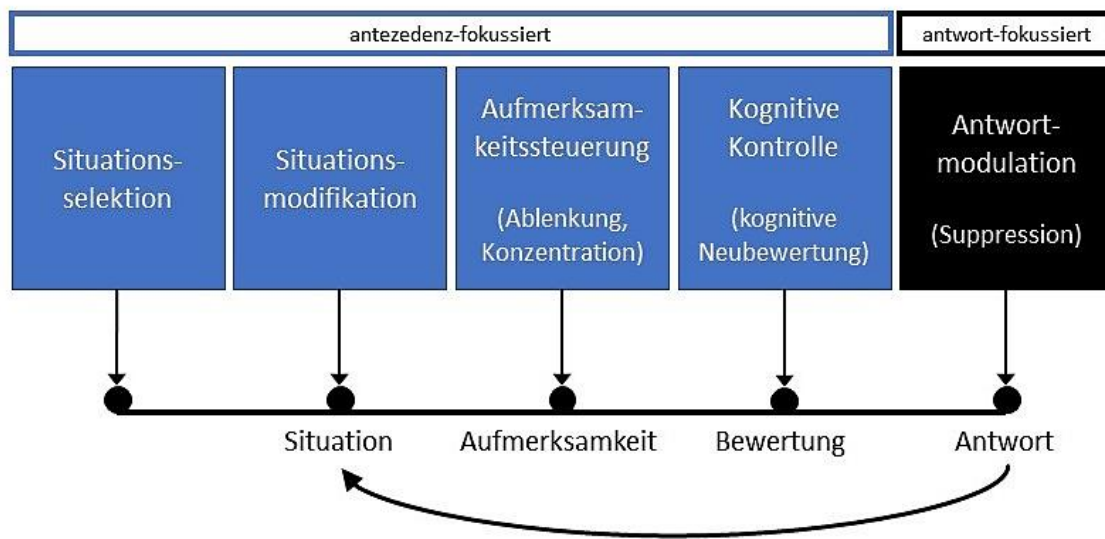 antezedenz-fokussiert
antwort-fokussiert
Situations-
selektion
Situations-
modifikation
Aufmerksam-
keitssteuerung
(Ablenkung,
Konzentration)
Kognitive
Kontrolle
(kognitive
Neubewertung)
Antwort-
modulation
(Suppression)
Situation
Aufmerksamkeit
Bewertung
Antwort